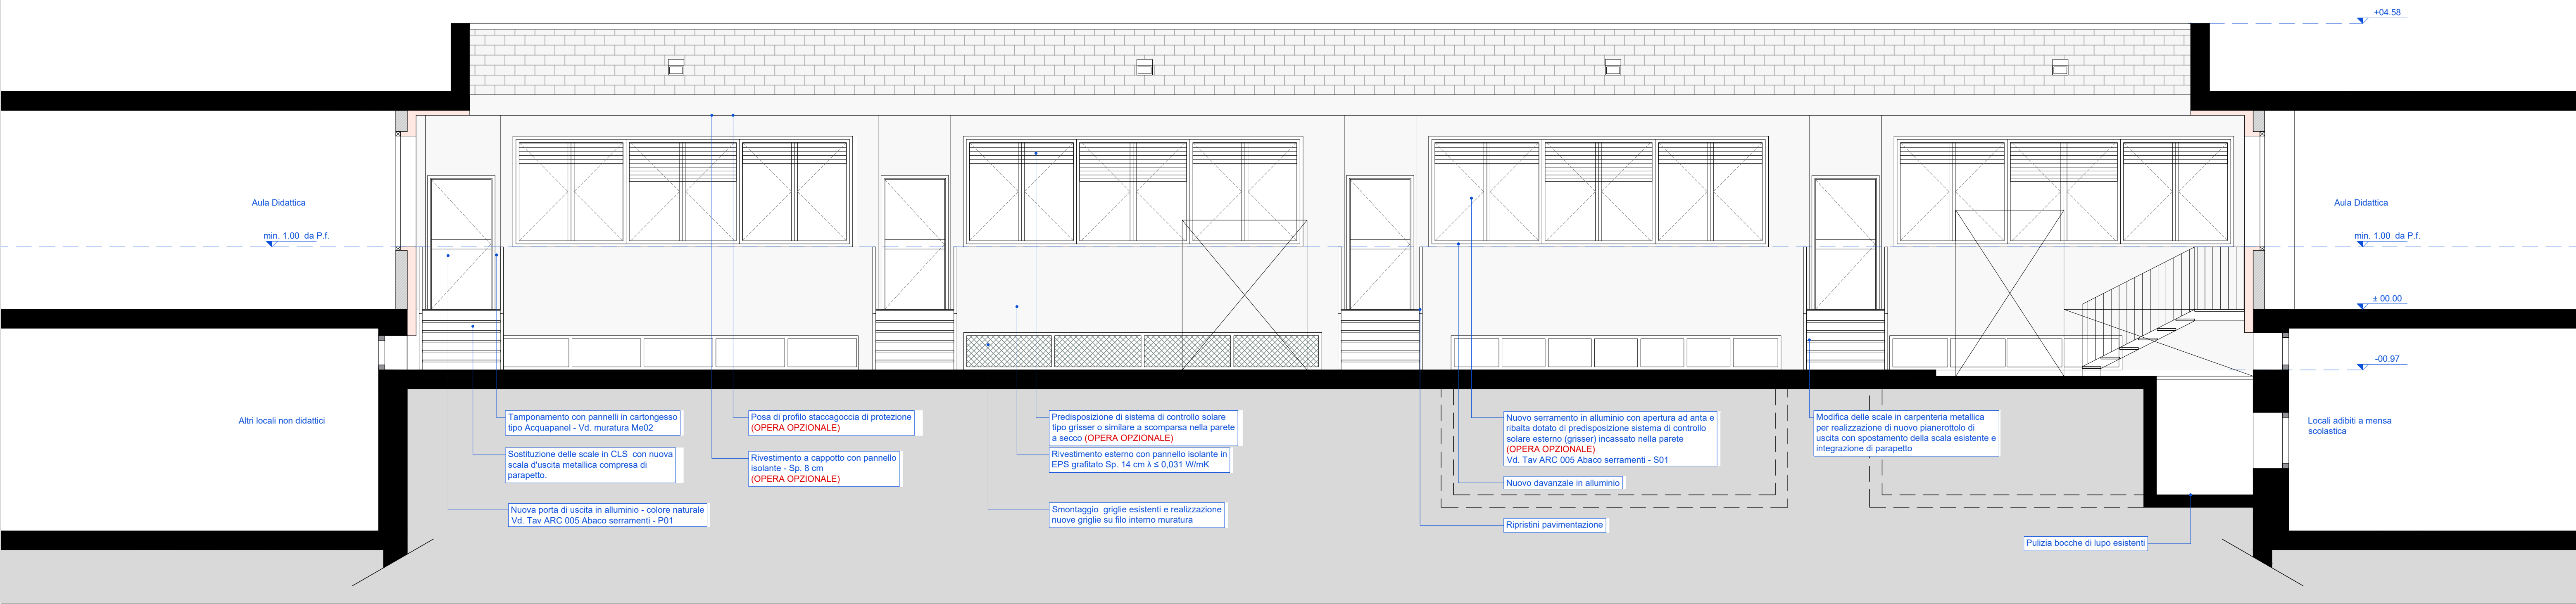 +04.58
Aula Didattica
min. 1.00  da P.f.
Altri locali non didattici
Tamponamento con pannelli in cartongesso
tipo Acquapanel - Vd. muratura Me02
Sostituzione delle scale in CLS  con nuova
scala d'uscita metallica compresa di
parapetto.
Nuova porta di uscita in alluminio - colore naturale
Vd. Tav ARC 005 Abaco serramenti - P01
Posa di profilo staccagoccia di protezione
(OPERA OPZIONALE)
Rivestimento a cappotto con pannello
isolante - Sp. 8 cm
(OPERA OPZIONALE)
Predisposizione di sistema di controllo solare
tipo grisser o similare a scomparsa nella parete
a secco (OPERA OPZIONALE)
Rivestimento esterno con pannello isolante in
EPS grafitato Sp. 14 cm λ ≤ 0,031 W/mK
Smontaggio  griglie esistenti e realizzazione
nuove griglie su filo interno muratura
Nuovo serramento in alluminio con apertura ad anta e
ribalta dotato di predisposizione sistema di controllo
solare esterno (grisser) incassato nella parete
(OPERA OPZIONALE)
Vd. Tav ARC 005 Abaco serramenti - S01
Nuovo davanzale in alluminio
Ripristini pavimentazione
Modifica delle scale in carpenteria metallica
per realizzazione di nuovo pianerottolo di
uscita con spostamento della scala esistente e
integrazione di parapetto
Pulizia bocche di lupo esistenti
Aula Didattica
min. 1.00  da P.f.
± 00.00
-00.97
Locali adibiti a mensa
scolastica